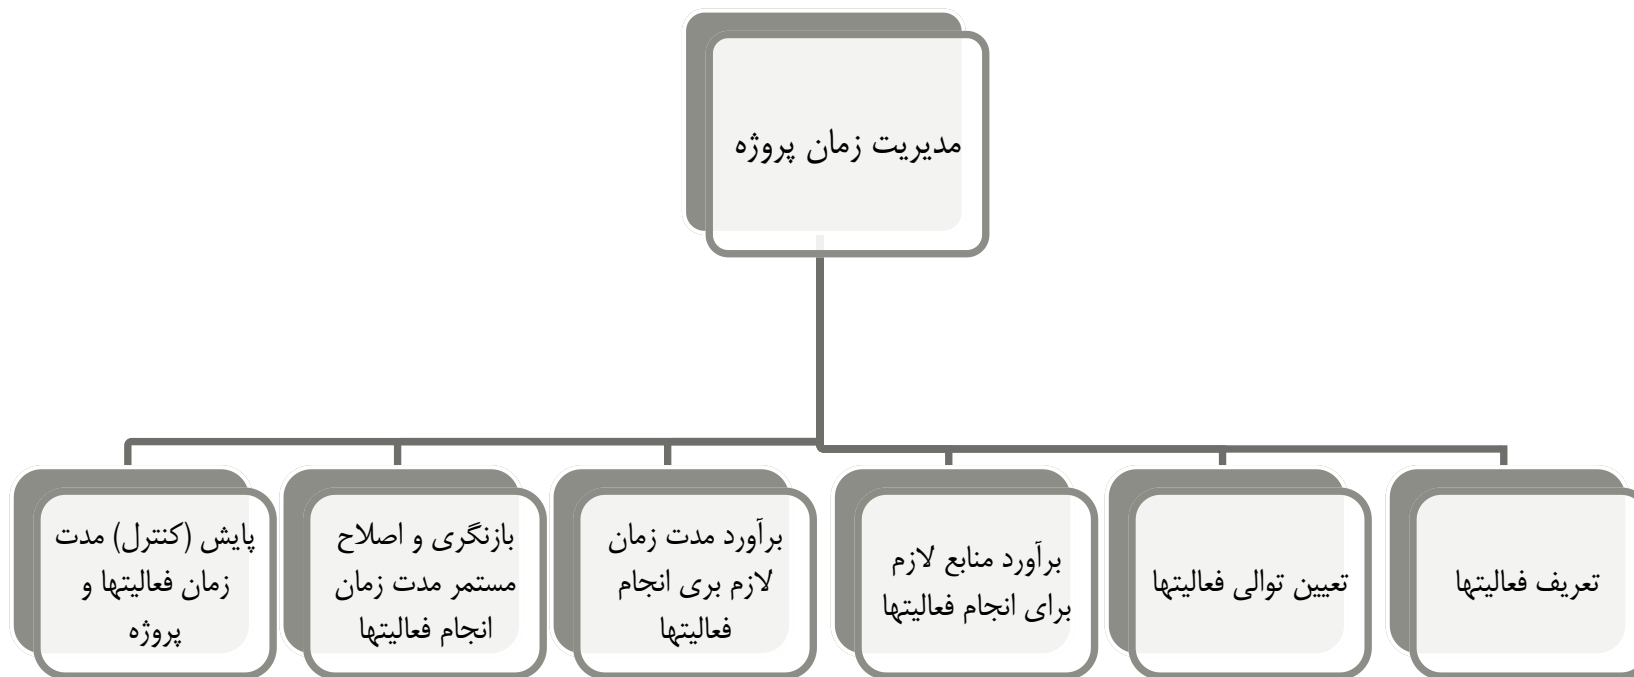 مدیریت زمان پروژه
تعریف فعالیتها
تعیین توالی فعالیتها
برآورد منابع لازم
برای انجام فعالیتها
برآورد مدت زمان
لازم بری انجام
فعالیتها
بازنگری و اصلاح
مستمر مدت زمان
انجام فعالیتها
پایش (کنترل) مدت
زمان فعالیتها و
پروژه